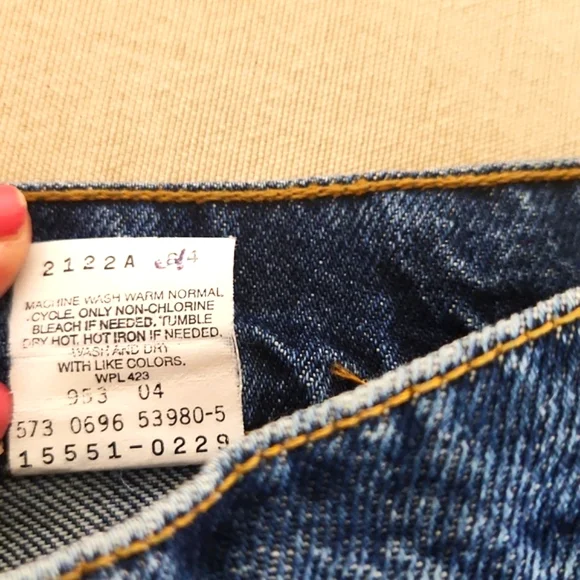 2122A
MACHINE WASH WARM NORMAL
CYCLE, ONLY NON-CHLORINE
BLEACH IF NEEDED, TUMBLE
DRY HOT, HOT IRON IF NEEDED.
WASH AND DRY
WITH LIKE COLORS.
WPL 423
953 04
573 0696 53980-5
15551-0229